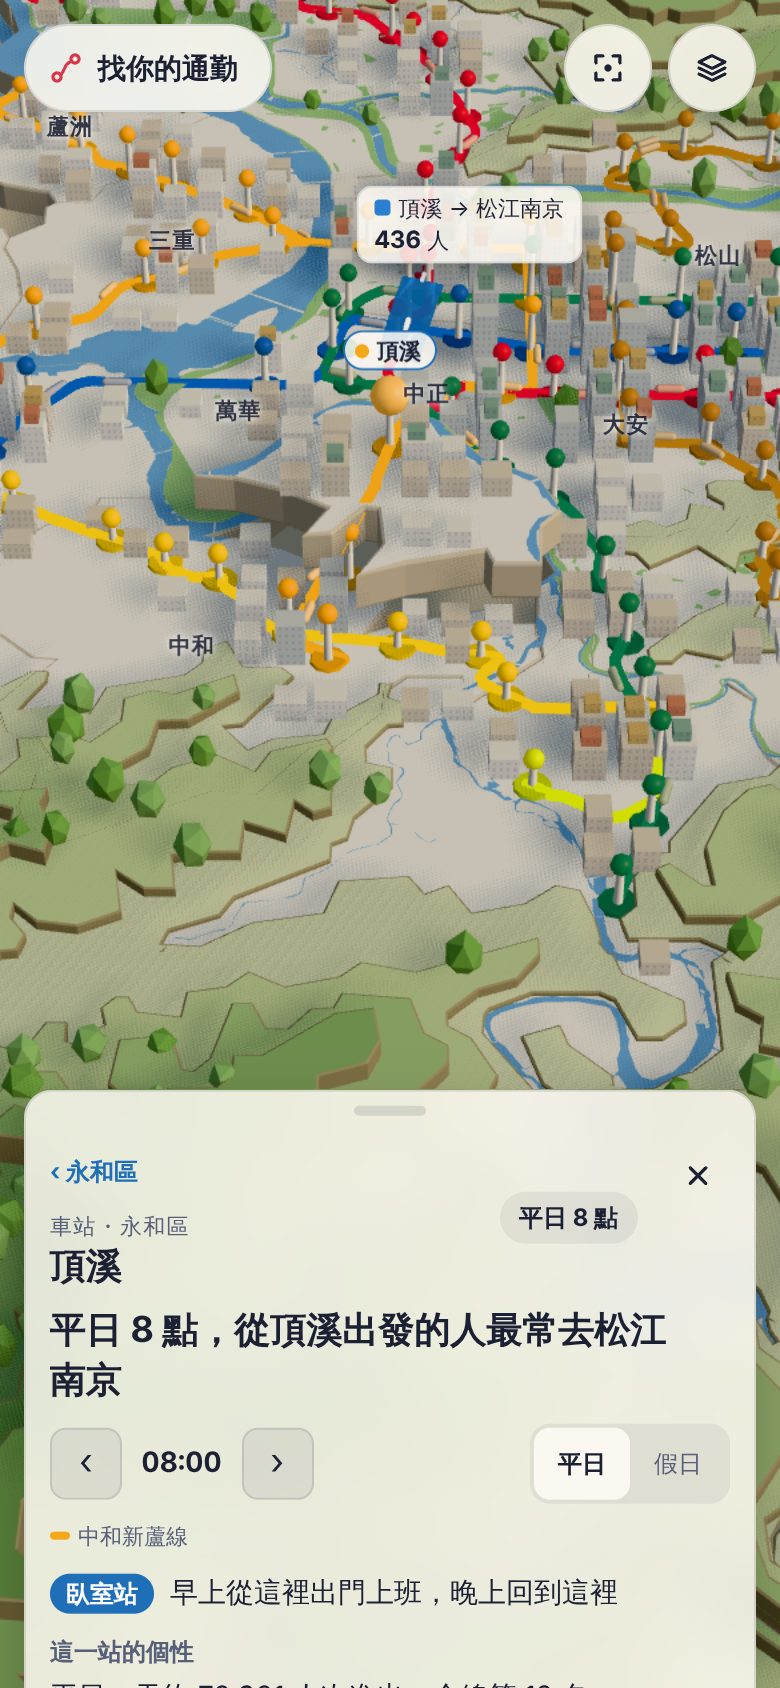 找你的通勤
蘆洲
頂溪 → 松江南京
436 人
三重
松山
頂溪
中正
萬華
大安
中和
‹ 永和區
平日 8 點
車站・永和區
頂溪
平日 8 點，從頂溪出發的人最常去松江
南京
‹ 08:00 ›
平日 假日
中和新蘆線
臥室站 早上從這裡出門上班，晚上回到這裡
這一站的個性